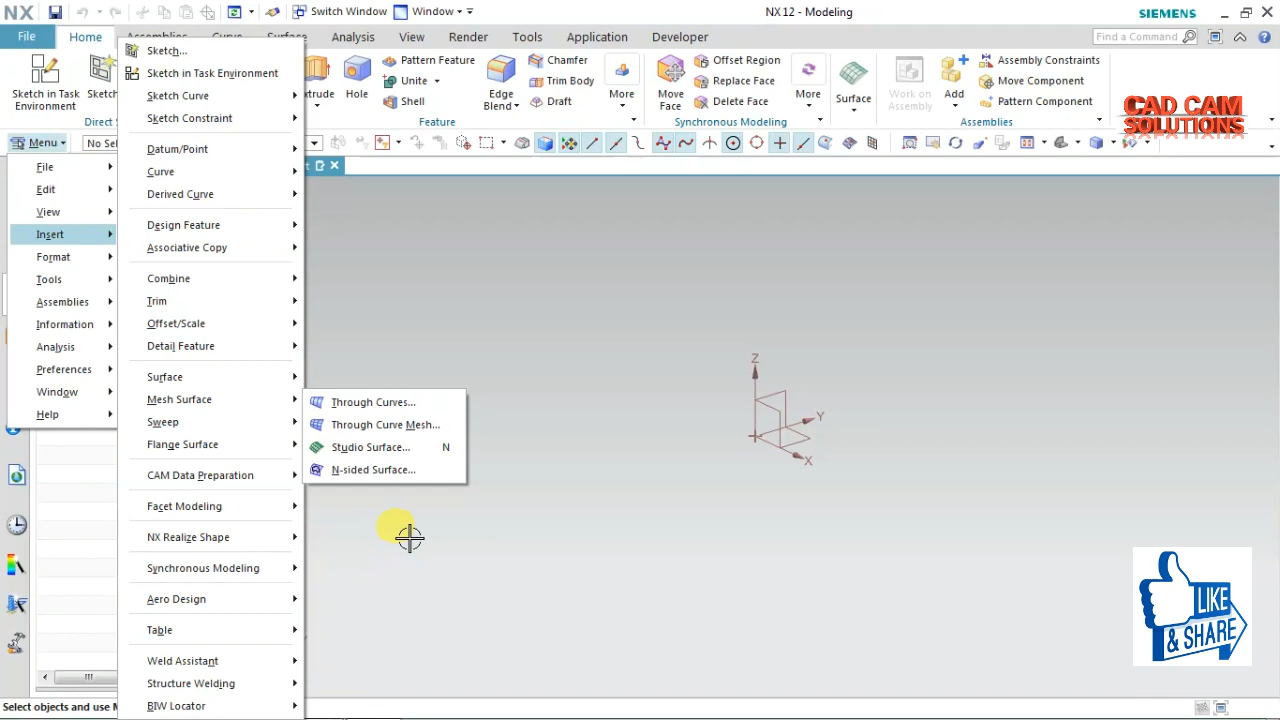 NX
Switch Window
Window
NX 12 - Modeling
SIEMENS
File
Home
Assemblies
Curve
Surface
Analysis
View
Render
Tools
Application
Developer
Find a Command
Sketch in Task
Environment
Hole
Pattern Feature
Unite
Shell
Edge
Blend
Chamfer
Trim Body
Draft
More
Feature
Move
Face
Offset Region
Replace Face
Delete Face
More
Synchronous Modeling
Surface
Work on
Assembly
Add
Assembly Constraints
Move Component
Pattern Component
Assemblies
CAD CAM
SOLUTIONS
Menu
File
Edit
View
Insert
Format
Tools
Assemblies
Information
Analysis
Preferences
Window
Help
Sketch...
Sketch in Task Environment
Sketch Curve
Sketch Constraint
Datum/Point
Curve
Derived Curve
Design Feature
Associative Copy
Combine
Trim
Offset/Scale
Detail Feature
Surface
Mesh Surface
Sweep
Flange Surface
CAM Data Preparation
Facet Modeling
NX Realize Shape
Synchronous Modeling
Aero Design
Table
Weld Assistant
Structure Welding
BIW Locator
Through Curves...
Through Curve Mesh...
Studio Surface... N
N-sided Surface...
Z
Y
X
LIKE
& SHARE
Select objects and use